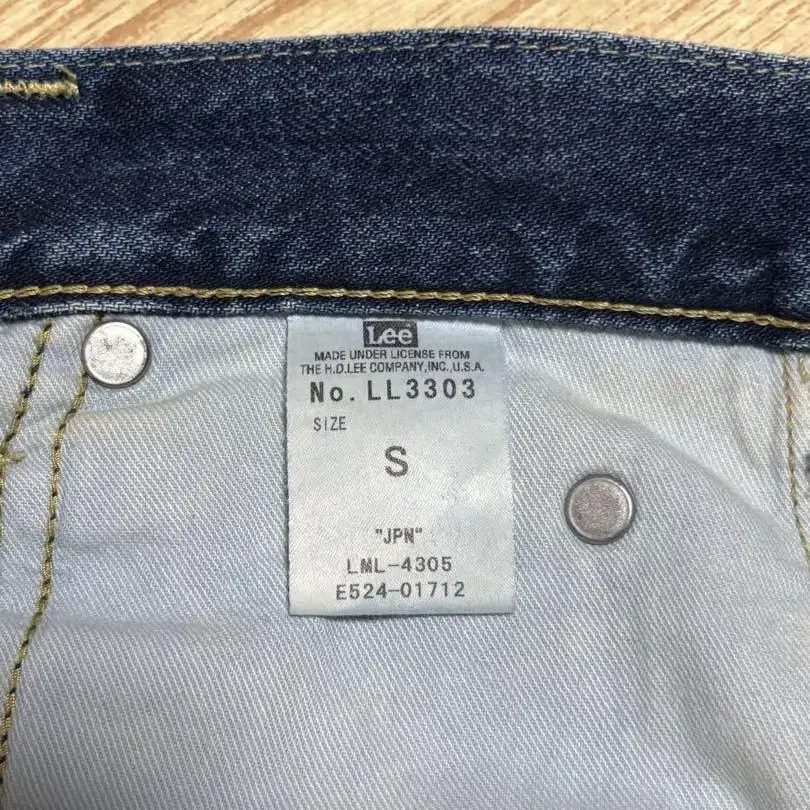 Lee
MADE UNDER LICENSE FROM
THE H.D.LEE COMPANY,INC.,U.S.A.
No. LL3303
SIZE
S
"JPN"
LML-4305
E524-01712